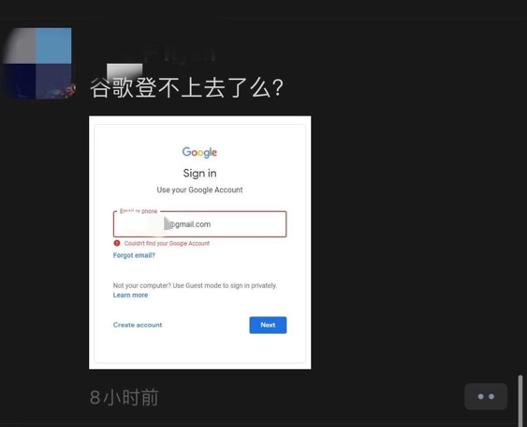 谷歌登不上去了么?
Google
Sign in
Use your Google Account
Email or phone
@gmail.com
Couldn't find your Google Account
Forgot email?
Not your computer? Use Guest mode to sign in privately.
Learn more
Create account
Next
8小时前